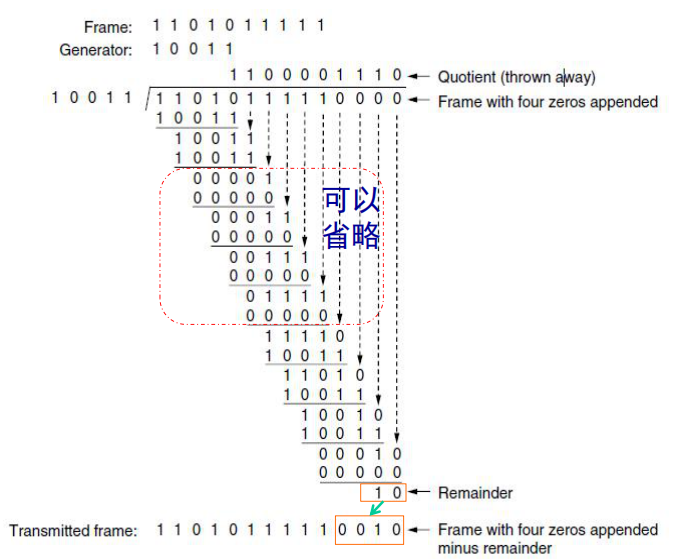 Frame: 1 1 0 1 0 1 1 1 1 1
Generator: 1 0 0 1 1
1 1 0 0 0 0 1 1 1 0 Quotient (thrown away)
1 0 0 1 1 1 1 0 1 0 1 1 1 1 1 0 0 0 0 Frame with four zeros appended
1 0 0 1 1
1 0 0 1 1
1 0 0 1 1
0 0 0 0 1
0 0 0 0 0
可以
0 0 0 1 1
0 0 0 0 0
省略
0 0 1 1 1
0 0 0 0 0
0 1 1 1 1
0 0 0 0 0
1 1 1 1 0
1 0 0 1 1
1 1 0 1 0
1 0 0 1 1
1 0 0 1 0
1 0 0 1 1
0 0 0 1 0
0 0 0 0 0
1 0 Remainder
Transmitted frame: 1 1 0 1 0 1 1 1 1 1 0 0 1 0 Frame with four zeros appended
minus remainder